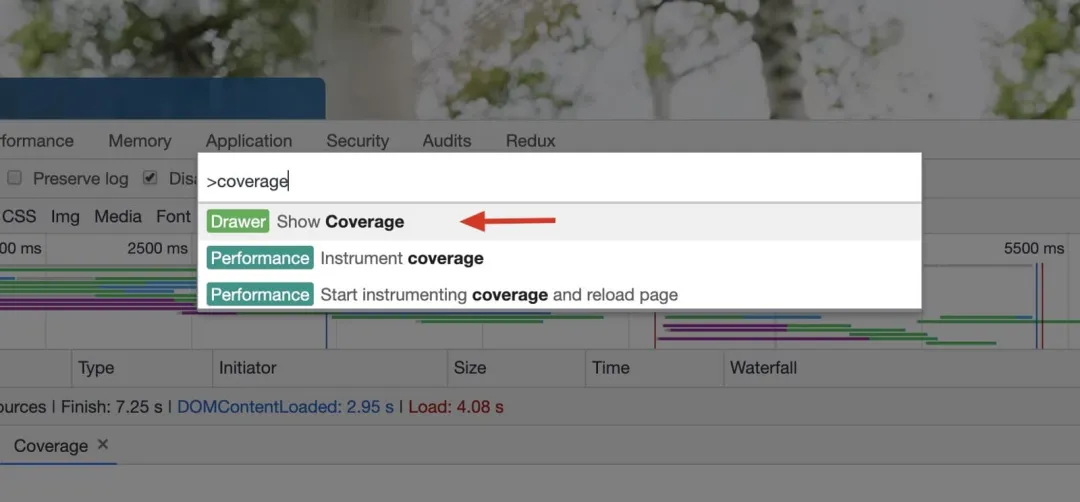 rformance Memory Application Security Audits Redux
>coverage
Preserve log Disa
Drawer Show Coverage
CSS Img Media Font
Performance Instrument coverage
00 ms 2500 ms 5500 ms
Performance Start instrumenting coverage and reload page
Type Initiator Size Time Waterfall
ources | Finish: 7.25 s | DOMContentLoaded: 2.95 s | Load: 4.08 s
Coverage ×